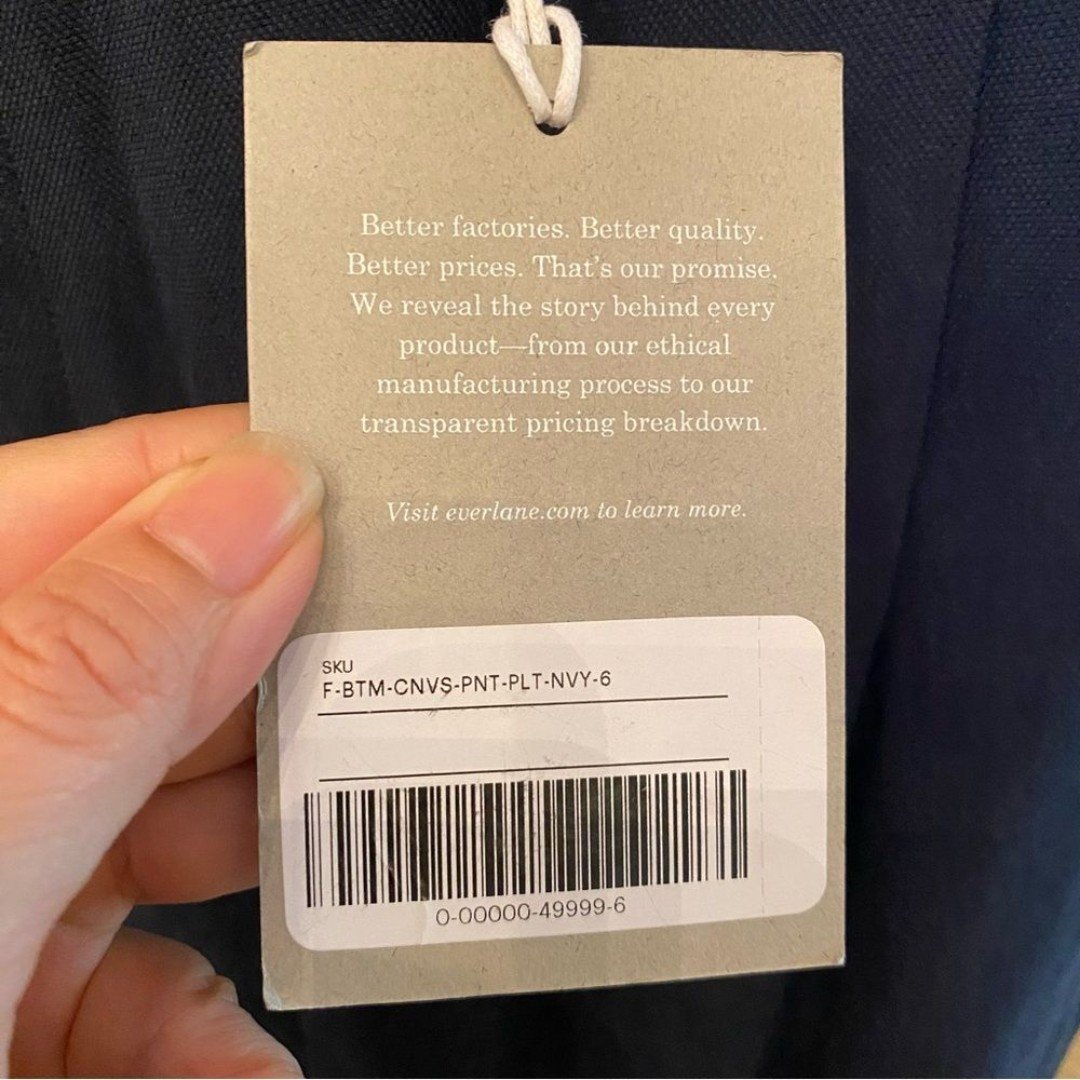 Better factories. Better quality.
Better prices. That's our promise.
We reveal the story behind every
product—from our ethical
manufacturing process to our
transparent pricing breakdown.
Visit everlane.com to learn more.
SKU
F-BTM-CNVS-PNT-PLT-NVY-6
0-00000-49999-6